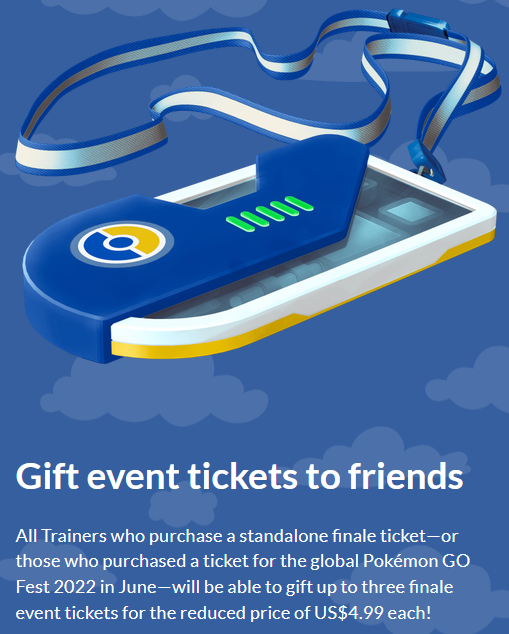 Gift event tickets to friends
All Trainers who purchase a standalone finale ticket—or
those who purchased a ticket for the global Pokémon GO
Fest 2022 in June—will be able to gift up to three finale
event tickets for the reduced price of US$4.99 each!